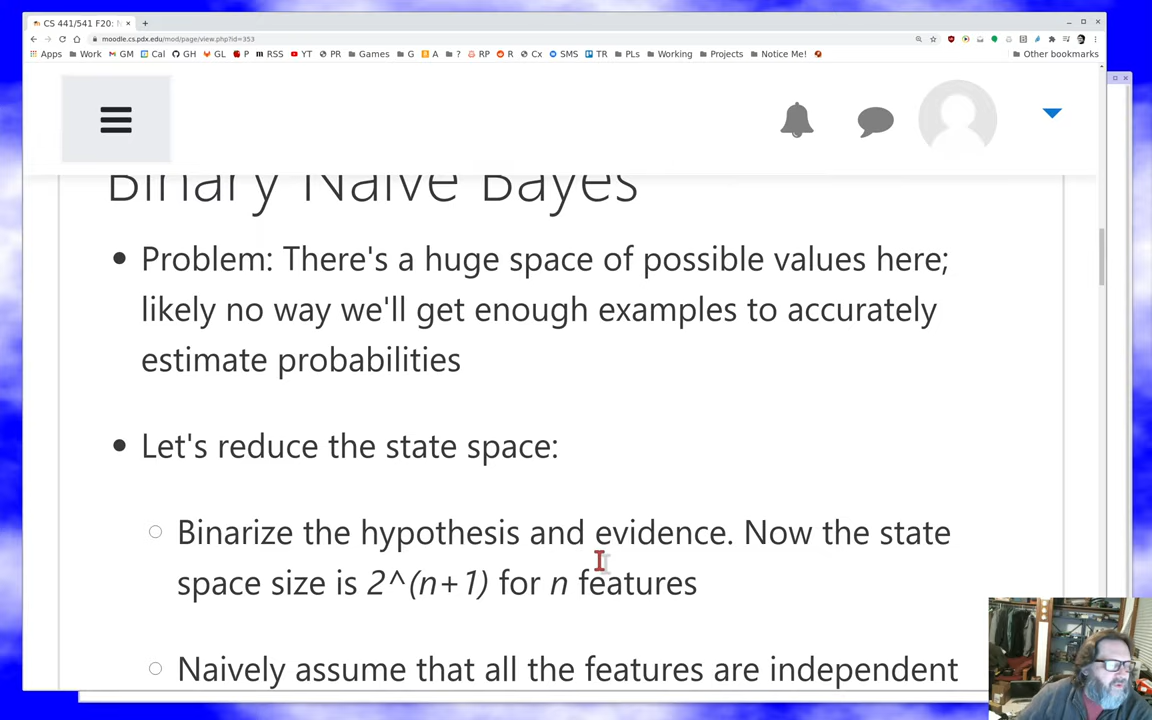 CS 441/541 F20: N
moodle.cs.pdx.edu/mod/page/view.php?id=353
Apps Work GM Cal GH GL P RSS YT PR Games G A ? RP R Cx SMS TR PLs Working Projects Notice Me! Other bookmarks
Binary Naïve Bayes
Problem: There's a huge space of possible values here;
likely no way we'll get enough examples to accurately
estimate probabilities
Let's reduce the state space:
Binarize the hypothesis and evidence. Now the state
space size is 2^(n+1) for n features
Naively assume that all the features are independent